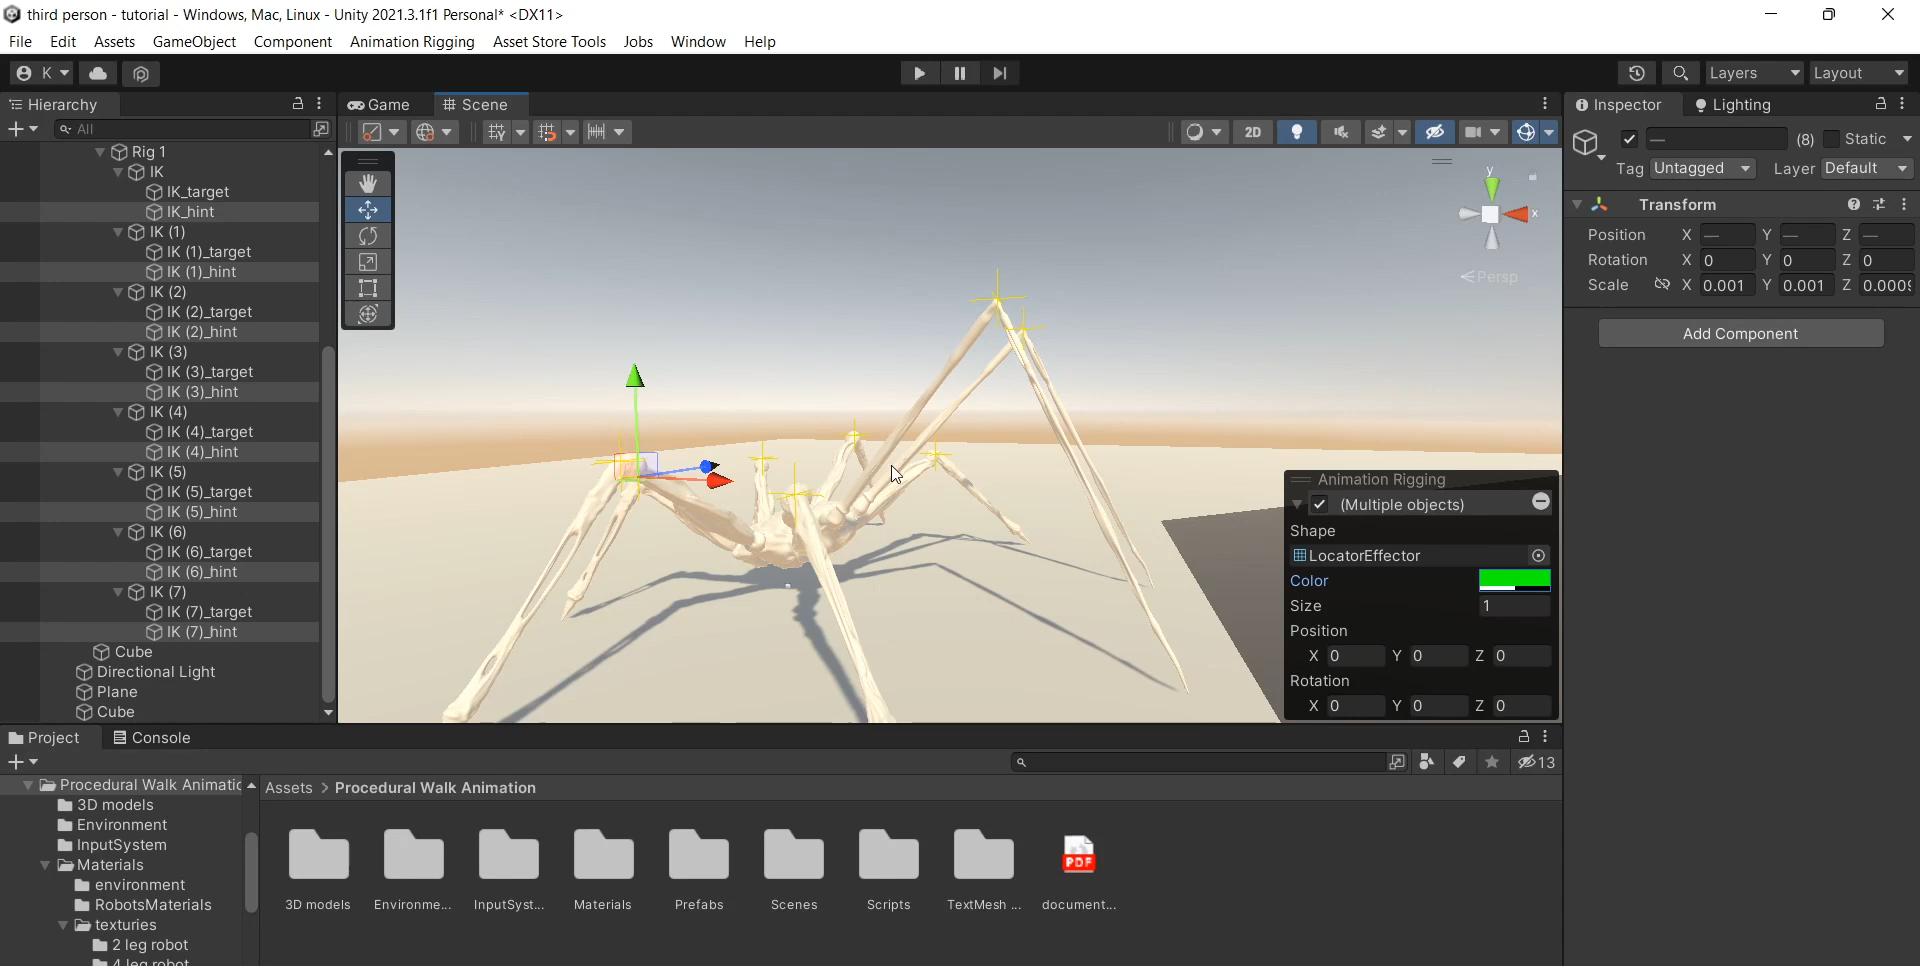 third person - tutorial - Windows, Mac, Linux - Unity 2021.3.1f1 Personal* <DX11>
File Edit Assets GameObject Component Animation Rigging Asset Store Tools Jobs Window Help
K Layers Layout
Hierarchy
All
Rig 1
IK
IK_target
IK_hint
IK (1)
IK (1)_target
IK (1)_hint
IK (2)
IK (2)_target
IK (2)_hint
IK (3)
IK (3)_target
IK (3)_hint
IK (4)
IK (4)_target
IK (4)_hint
IK (5)
IK (5)_target
IK (5)_hint
IK (6)
IK (6)_target
IK (6)_hint
IK (7)
IK (7)_target
IK (7)_hint
Cube
Directional Light
Plane
Cube
Game Scene
2D
y
x
Persp
Animation Rigging
(Multiple objects)
Shape
LocatorEffector
Color
Size 1
Position
X 0 Y 0 Z 0
Rotation
X 0 Y 0 Z 0
Inspector Lighting
— (8) Static
Tag Untagged Layer Default
Transform
Position X — Y — Z —
Rotation X 0 Y 0 Z 0
Scale X 0.001 Y 0.001 Z 0.0009
Add Component
Project Console
13
Procedural Walk Animatic
3D models
Environment
InputSystem
Materials
environment
RobotsMaterials
texturies
2 leg robot
4 leg robot
Assets > Procedural Walk Animation
PDF
3D models Environme... InputSyst... Materials Prefabs Scenes Scripts TextMesh ... document...